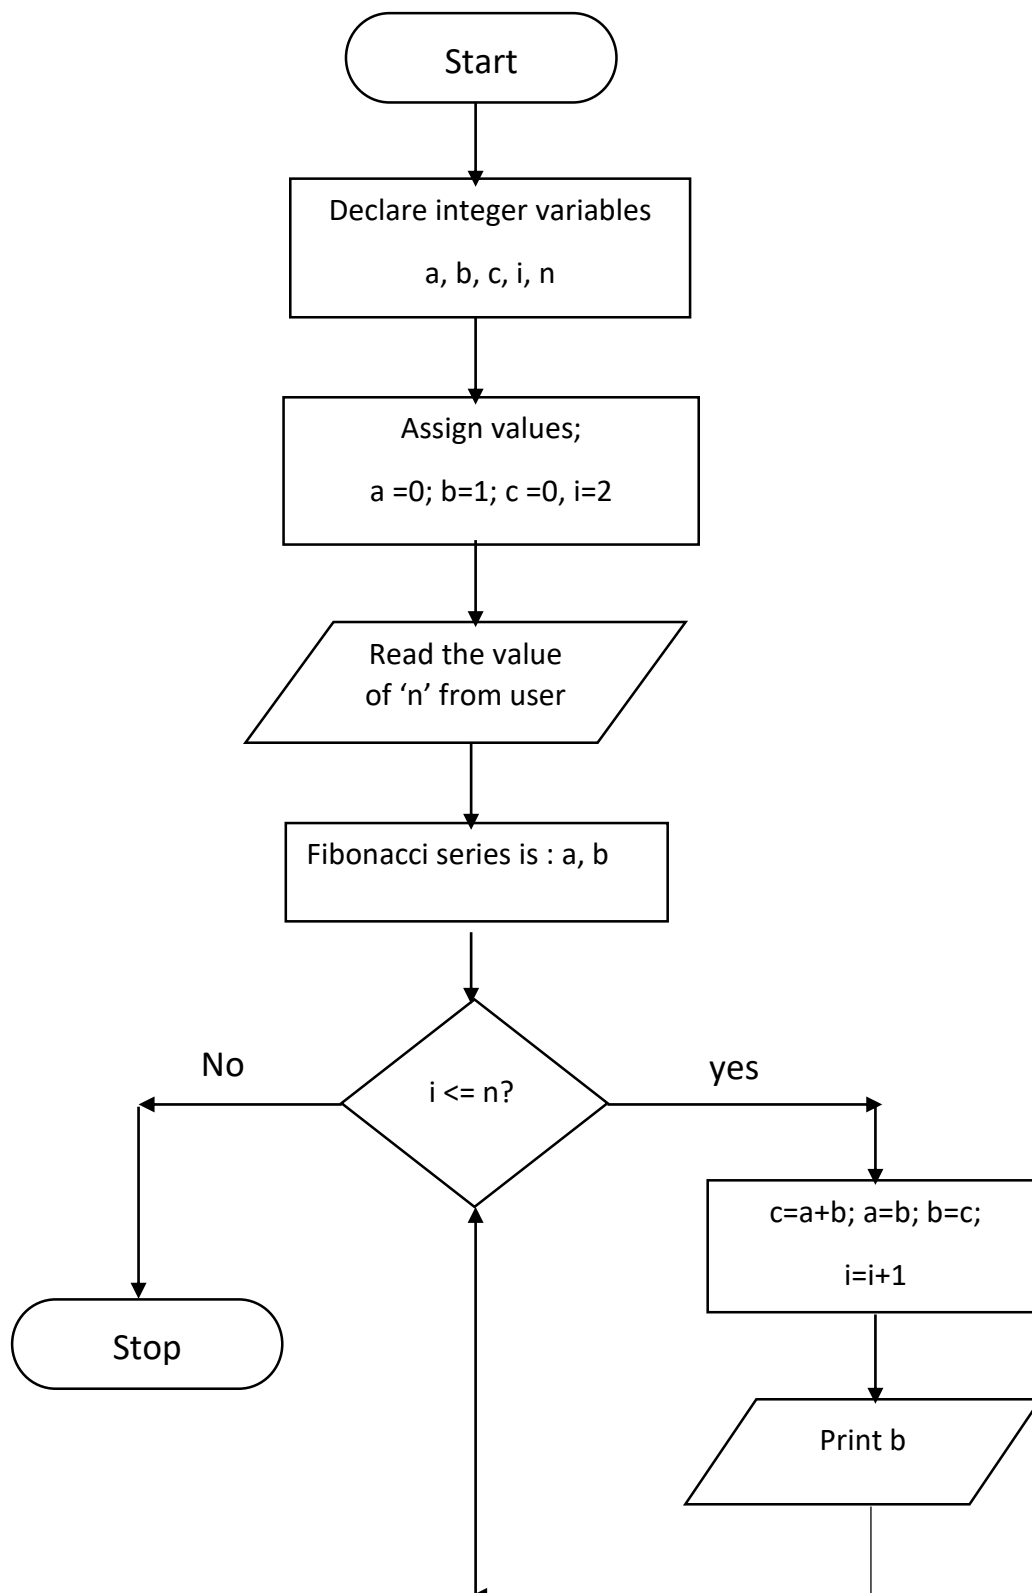 Start
Declare integer variables
a, b, c, i, n
Assign values;
a =0; b=1; c =0, i=2
Read the value
of ‘n’ from user
Fibonacci series is : a, b
i <= n?
No
yes
c=a+b; a=b; b=c;
i=i+1
Stop
Print b